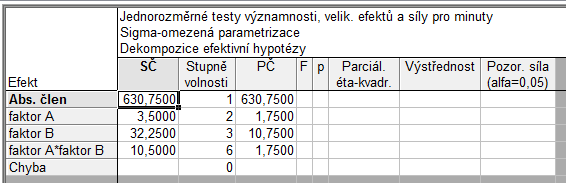 Jednorozměrné testy významnosti, velik. efektů a síly pro minuty
Sigma-omezená parametrizace
Dekompozice efektivní hypotézy
Efekt SČ Stupně volnosti PČ F p Parciál. éta-kvadr. Výstřednost Pozor. síla (alfa=0,05)
Abs. člen 630,7500 1 630,7500
faktor A 3,5000 2 1,7500
faktor B 32,2500 3 10,7500
faktor A*faktor B 10,5000 6 1,7500
Chyba 0